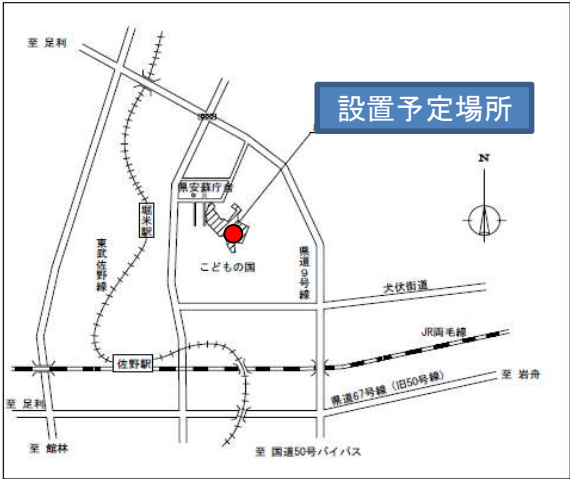 至 足利
設置予定場所
N
県安蘇庁舎
堀米駅
東武佐野線
こどもの国
県道9号線
犬伏街道
JR両毛線
佐野駅
至 岩舟
県道67号線（旧50号線）
至 足利
至 館林
至 国道50号バイパス